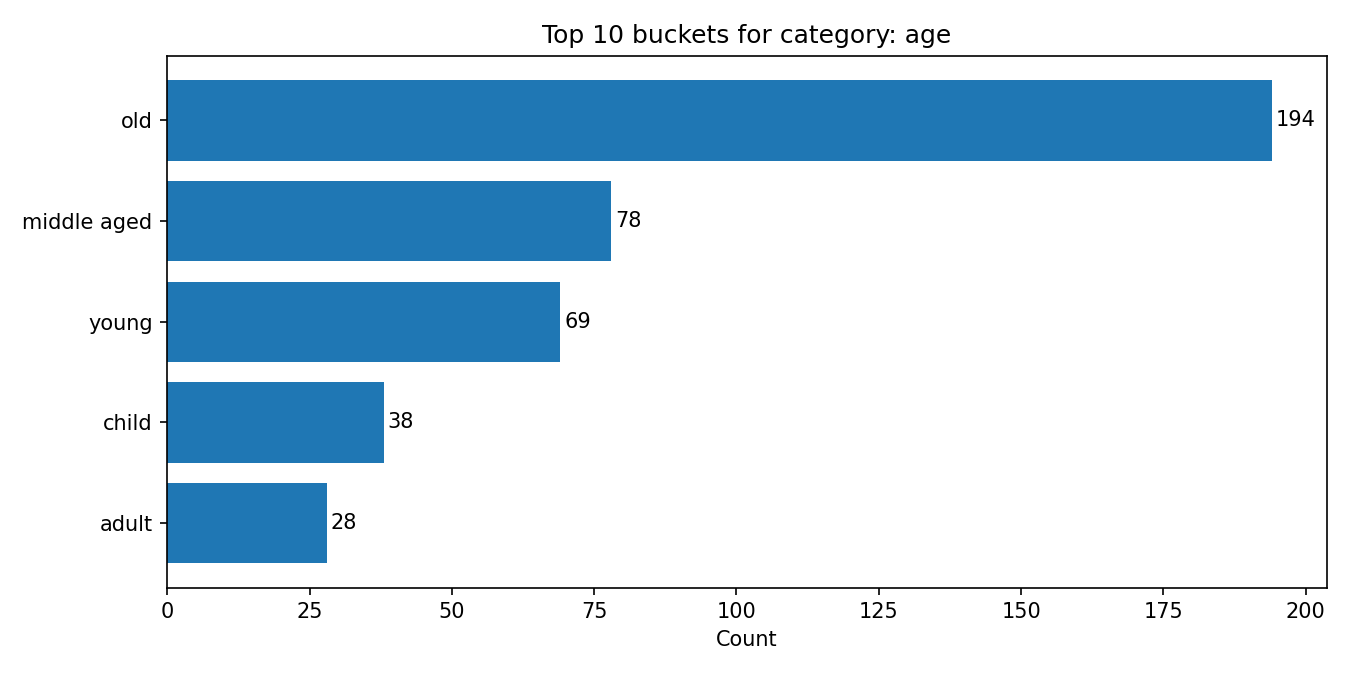 Top 10 buckets for category: age
old
194
middle aged
78
young
69
child
38
adult
28
0 25 50 75 100 125 150 175 200
Count